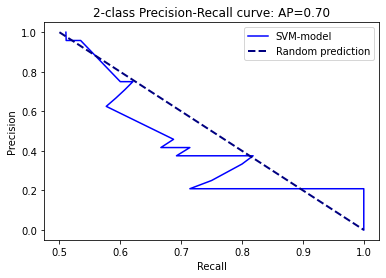 2-class Precision-Recall curve: AP=0.70
SVM-model
Random prediction
Precision
1.0
0.8
0.6
0.4
0.2
0.0
0.5
0.6
0.7
0.8
0.9
1.0
Recall